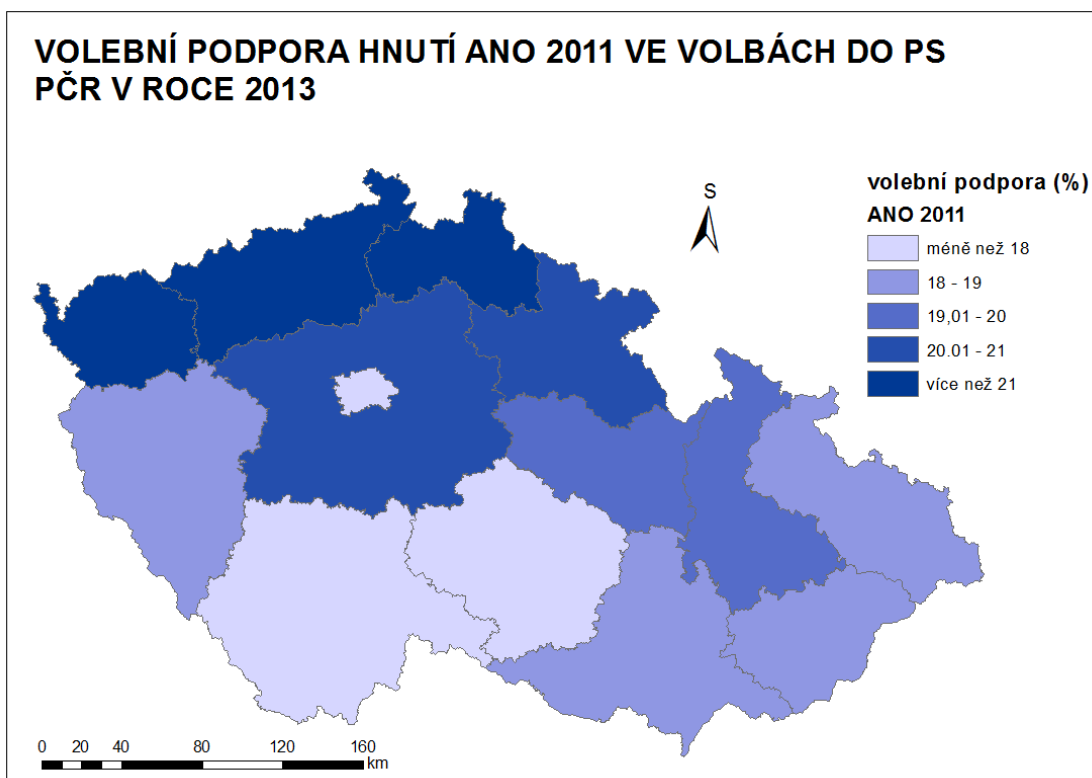 VOLEBNÍ PODPORA HNUTÍ ANO 2011 VE VOLBÁCH DO PS
PČR V ROCE 2013
S
volební podpora (%)
ANO 2011
méně než 18
18 - 19
19,01 - 20
20.01 - 21
více než 21
0 20 40 80 120 160
km